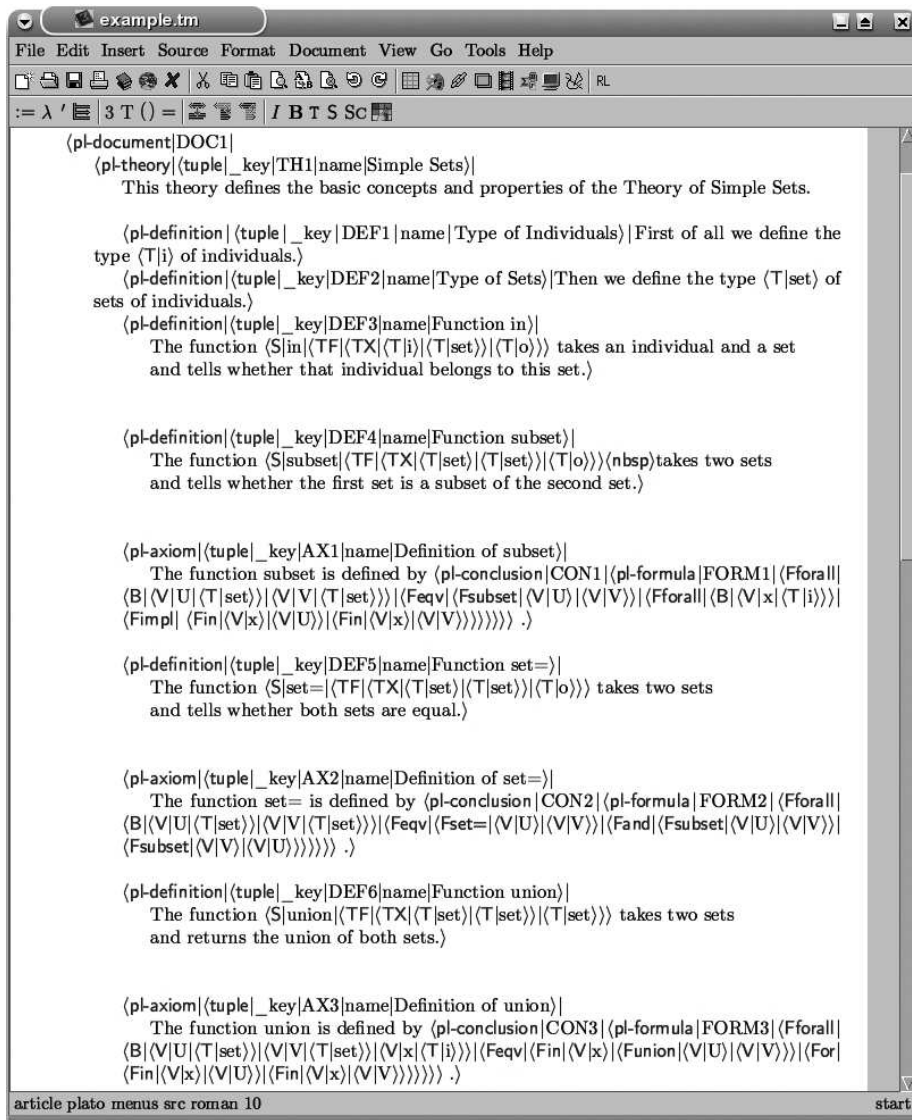 example.tm
File Edit Insert Source Format Document View Go Tools Help
RL
:= λ ′ 3 T () = I B T S SC
⟨pl-document|DOC1|
⟨pl-theory|⟨tuple|_key|TH1|name|Simple Sets⟩|
This theory defines the basic concepts and properties of the Theory of Simple Sets.
⟨pl-definition|⟨tuple|_key|DEF1|name|Type of Individuals⟩|First of all we define the
type ⟨T|i⟩ of individuals.⟩
⟨pl-definition|⟨tuple|_key|DEF2|name|Type of Sets⟩|Then we define the type ⟨T|set⟩ of
sets of individuals.⟩
⟨pl-definition|⟨tuple|_key|DEF3|name|Function in⟩|
The function ⟨S|in|⟨TF|⟨TX|⟨T|i⟩|⟨T|set⟩⟩|⟨T|o⟩⟩⟩ takes an individual and a set
and tells whether that individual belongs to this set.⟩
⟨pl-definition|⟨tuple|_key|DEF4|name|Function subset⟩|
The function ⟨S|subset|⟨TF|⟨TX|⟨T|set⟩|⟨T|set⟩⟩|⟨T|o⟩⟩⟩⟨nbsp⟩takes two sets
and tells whether the first set is a subset of the second set.⟩
⟨pl-axiom|⟨tuple|_key|AX1|name|Definition of subset⟩|
The function subset is defined by ⟨pl-conclusion|CON1|⟨pl-formula|FORM1|⟨Fforall|
⟨B|⟨V|U|⟨T|set⟩⟩|⟨V|V|⟨T|set⟩⟩⟩|⟨Feqv|⟨Fsubset|⟨V|U⟩|⟨V|V⟩⟩|⟨Fforall|⟨B|⟨V|x|⟨T|i⟩⟩⟩|
⟨Fimpl| ⟨Fin|⟨V|x⟩|⟨V|U⟩⟩|⟨Fin|⟨V|x⟩|⟨V|V⟩⟩⟩⟩⟩⟩⟩⟩ .⟩
⟨pl-definition|⟨tuple|_key|DEF5|name|Function set=⟩|
The function ⟨S|set=|⟨TF|⟨TX|⟨T|set⟩|⟨T|set⟩⟩|⟨T|o⟩⟩⟩ takes two sets
and tells whether both sets are equal.⟩
⟨pl-axiom|⟨tuple|_key|AX2|name|Definition of set=⟩|
The function set= is defined by ⟨pl-conclusion|CON2|⟨pl-formula|FORM2|⟨Fforall|
⟨B|⟨V|U|⟨T|set⟩⟩|⟨V|V|⟨T|set⟩⟩⟩|⟨Feqv|⟨Fset=|⟨V|U⟩|⟨V|V⟩⟩|⟨Fand|⟨Fsubset|⟨V|U⟩|⟨V|V⟩⟩|
⟨Fsubset|⟨V|V⟩|⟨V|U⟩⟩⟩⟩⟩⟩⟩ .⟩
⟨pl-definition|⟨tuple|_key|DEF6|name|Function union⟩|
The function ⟨S|union|⟨TF|⟨TX|⟨T|set⟩|⟨T|set⟩⟩|⟨T|set⟩⟩⟩ takes two sets
and returns the union of both sets.⟩
⟨pl-axiom|⟨tuple|_key|AX3|name|Definition of union⟩|
The function union is defined by ⟨pl-conclusion|CON3|⟨pl-formula|FORM3|⟨Fforall|
⟨B|⟨V|U|⟨T|set⟩⟩|⟨V|V|⟨T|set⟩⟩|⟨V|x|⟨T|i⟩⟩⟩|⟨Feqv|⟨Fin|⟨V|x⟩|⟨Funion|⟨V|U⟩|⟨V|V⟩⟩⟩|⟨For|
⟨Fin|⟨V|x⟩|⟨V|U⟩⟩|⟨Fin|⟨V|x⟩|⟨V|V⟩⟩⟩⟩⟩⟩⟩ .⟩
article plato menus src roman 10 start